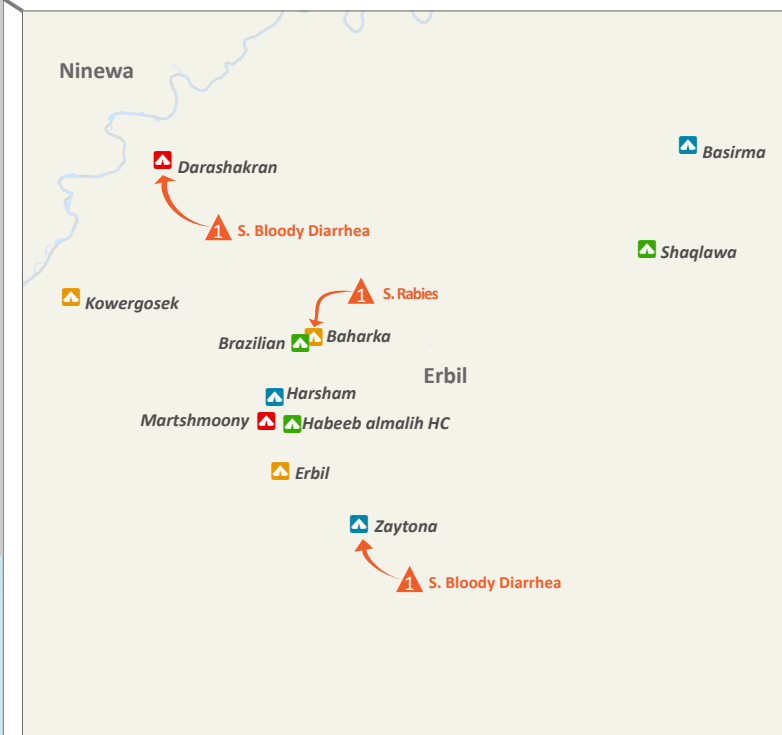 Ninewa
Basirma
Darashakran
1 S. Bloody Diarrhea
Shaqlawa
Kowergosek
1 S. Rabies
Brazilian
Baharka
Erbil
Harsham
Martshmoony
Habeeb almalih HC
Erbil
Zaytona
1 S. Bloody Diarrhea